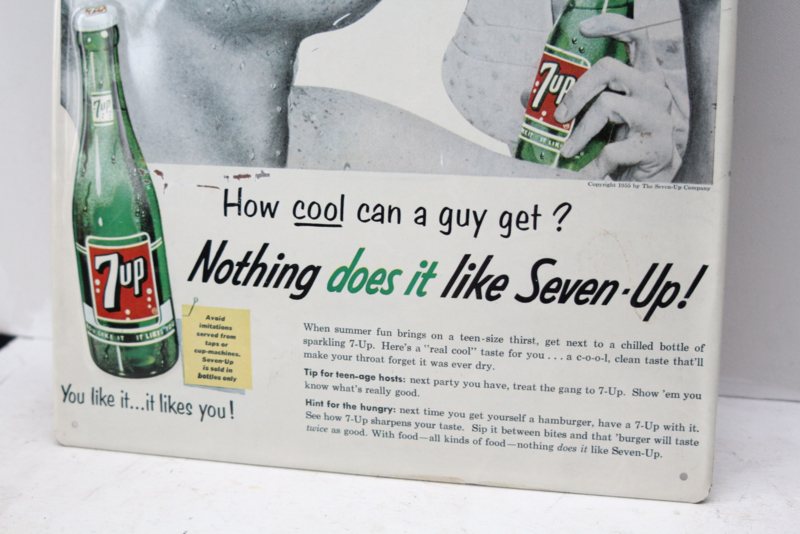 7up
7up
7up
Copyright 1955 by The Seven-Up Company
How cool can a guy get?
Nothing does it like Seven-Up!
Avoid
imitations
served from
taps or
cup-machines.
Seven-Up
is sold in
bottles only
You like it...it likes you!
When summer fun brings on a teen-size thirst, get next to a chilled bottle of
sparkling 7-Up. Here's a "real cool" taste for you . . . a c-o-o-l, clean taste that'll
make your throat forget it was ever dry.
Tip for teen-age hosts: next party you have, treat the gang to 7-Up. Show 'em you
know what's really good.
Hint for the hungry: next time you get yourself a hamburger, have a 7-Up with it.
See how 7-Up sharpens your taste. Sip it between bites and that 'burger will taste
twice as good. With food—all kinds of food—nothing does it like Seven-Up.